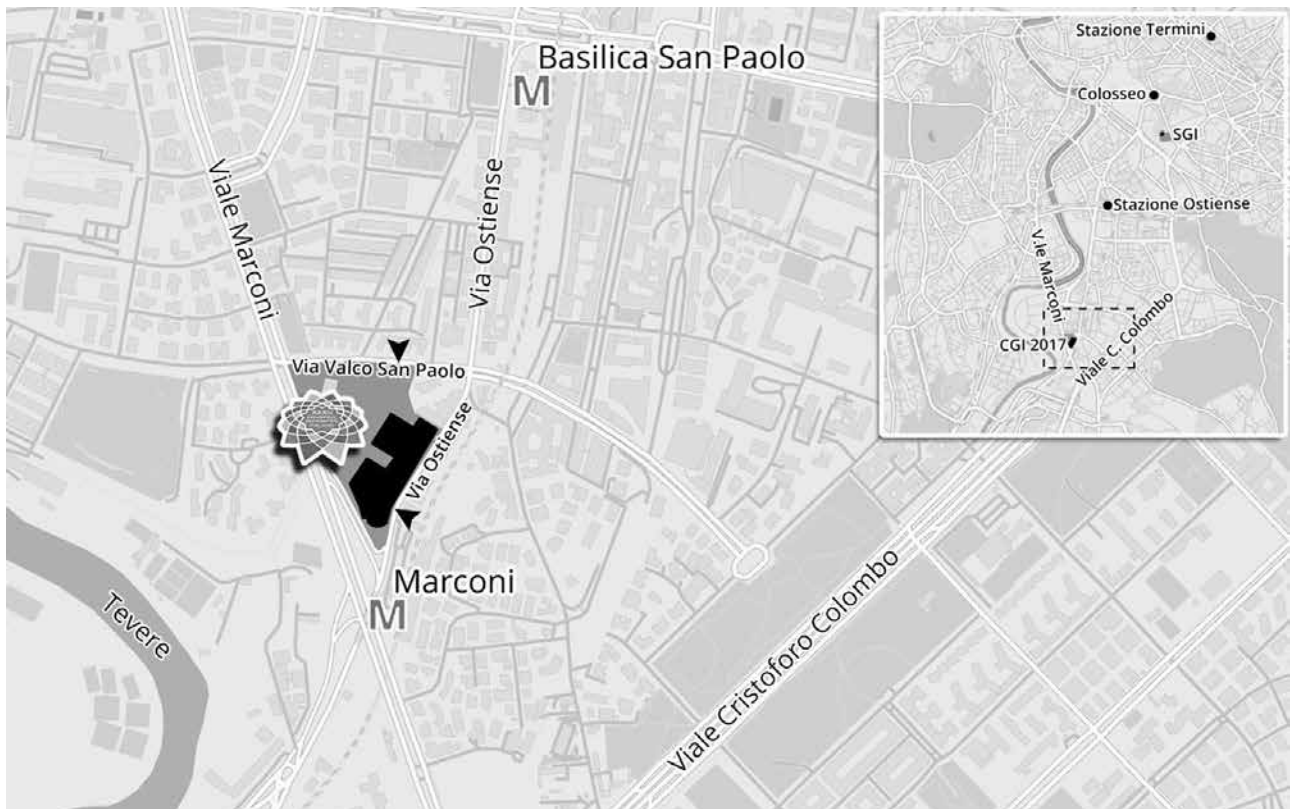 Basilica San Paolo
M
Viale Marconi
Via Ostiense
Via Valco San Paolo
Via Ostiense
Marconi
M
Tevere
Viale Cristoforo Colombo
Stazione Termini
Colosseo
SGI
Stazione Ostiense
V.le Marconi
CGI 2017
Viale C. Colombo